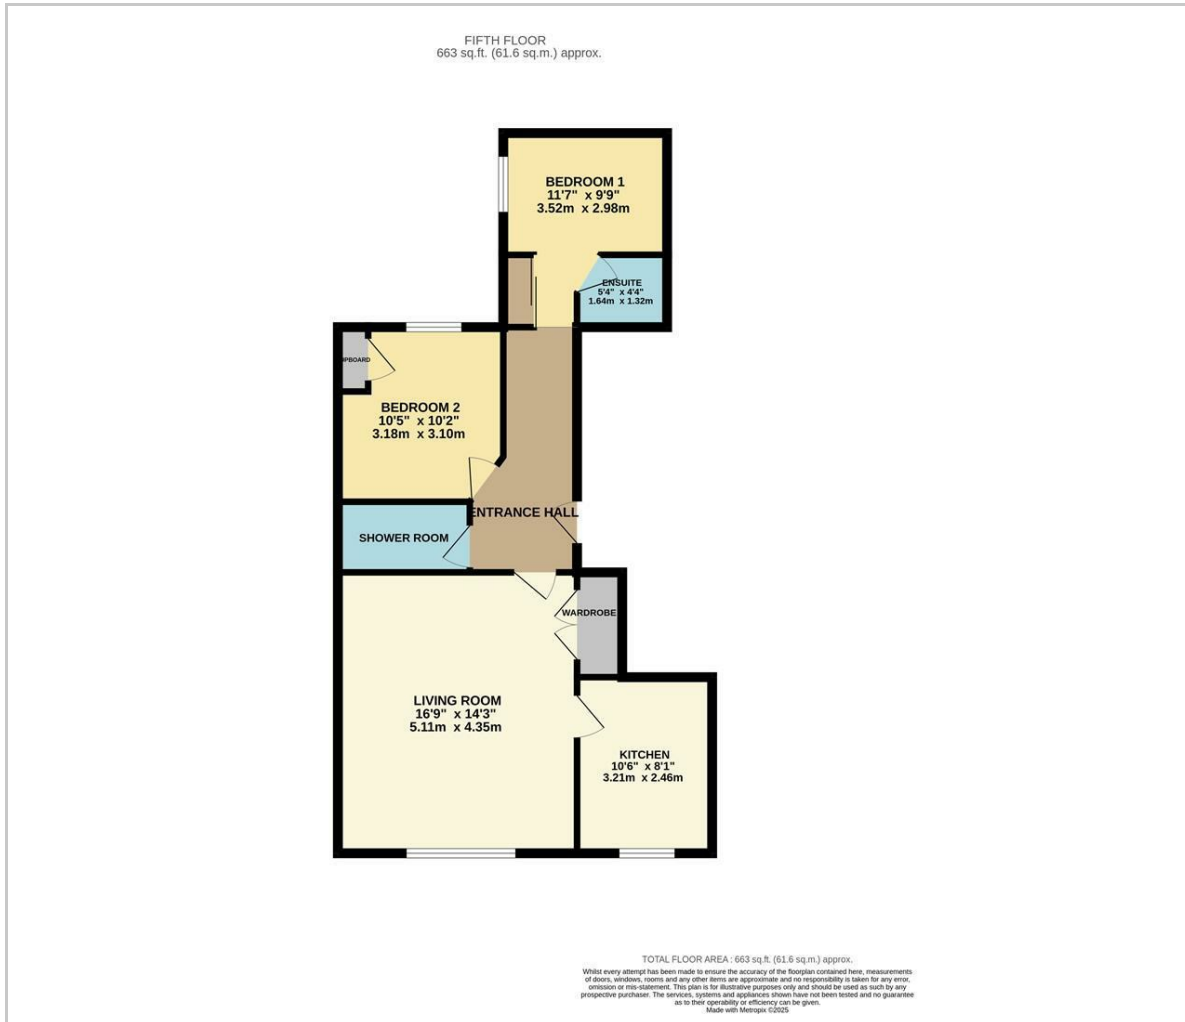 FIFTH FLOOR
663 sq.ft. (61.6 sq.m.) approx.
BEDROOM 1
11'7" x 9'9"
3.52m x 2.98m
ENSUITE
5'4" x 4'4"
1.64m x 1.32m
UPBOARD
BEDROOM 2
10'5" x 10'2"
3.18m x 3.10m
ENTRANCE HALL
SHOWER ROOM
WARDROBE
LIVING ROOM
16'9" x 14'3"
5.11m x 4.35m
KITCHEN
10'6" x 8'1"
3.21m x 2.46m
TOTAL FLOOR AREA : 663 sq.ft. (61.6 sq.m.) approx.
Whilst every attempt has been made to ensure the accuracy of the floorplan contained here, measurements
of doors, windows, rooms and any other items are approximate and no responsibility is taken for any error,
omission or mis-statement. This plan is for illustrative purposes only and should be used as such by any
prospective purchaser. The services, systems and appliances shown have not been tested and no guarantee
as to their operability or efficiency can be given.
Made with Metropix ©2025